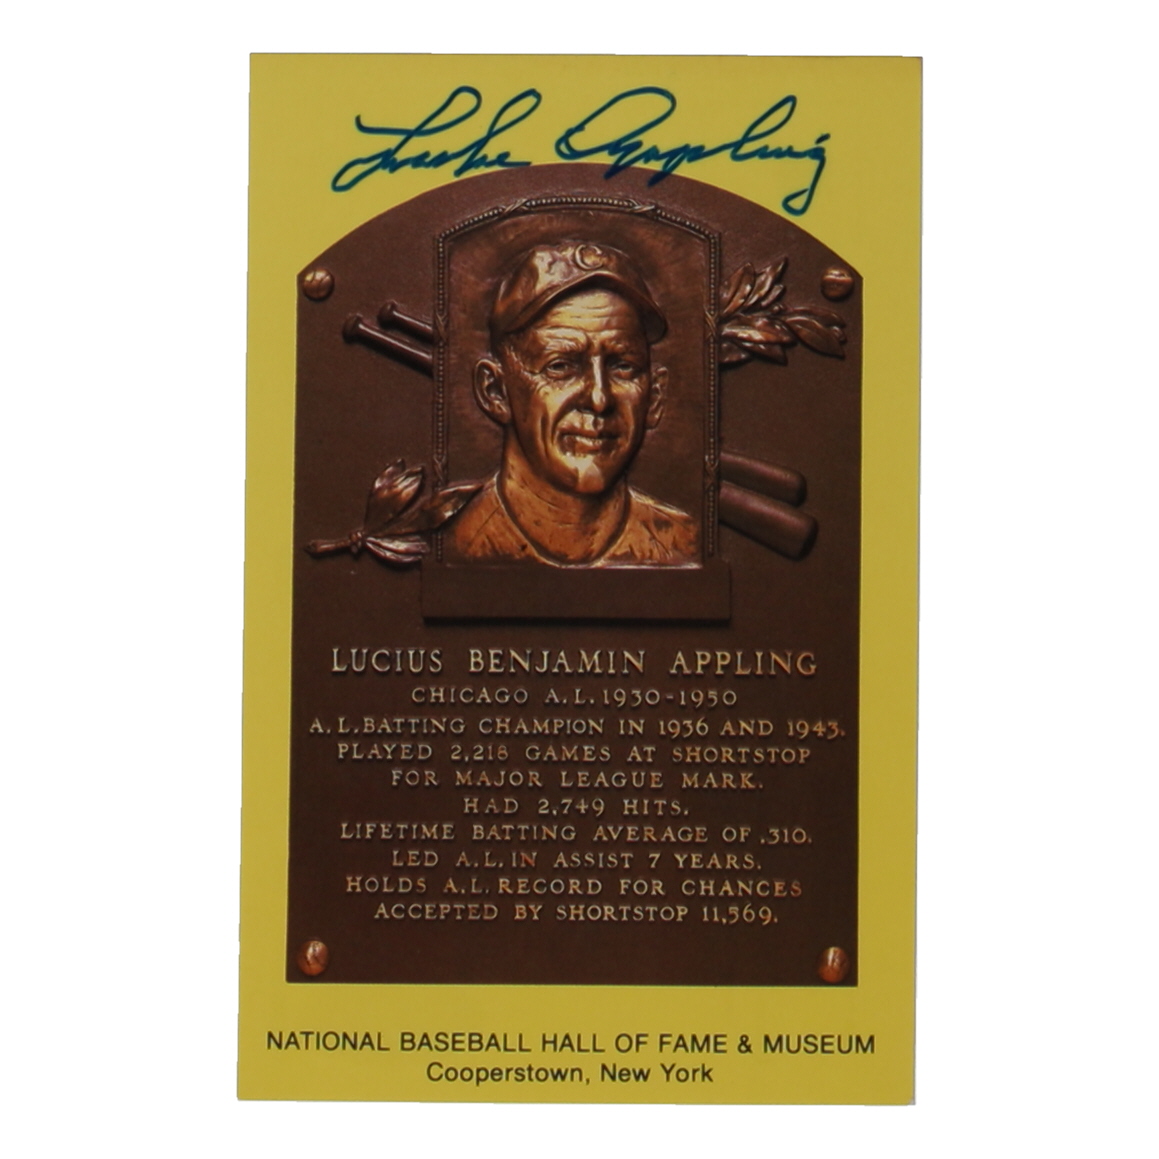 Luke Appling
C
LUCIUS BENJAMIN APPLING
CHICAGO A.L. 1930-1950
A.L. BATTING CHAMPION IN 1936 AND 1943.
PLAYED 2,218 GAMES AT SHORTSTOP
FOR MAJOR LEAGUE MARK.
HAD 2,749 HITS.
LIFETIME BATTING AVERAGE OF .310.
LED A.L. IN ASSIST 7 YEARS.
HOLDS A.L. RECORD FOR CHANCES
ACCEPTED BY SHORTSTOP 11,569.
NATIONAL BASEBALL HALL OF FAME & MUSEUM
Cooperstown, New York